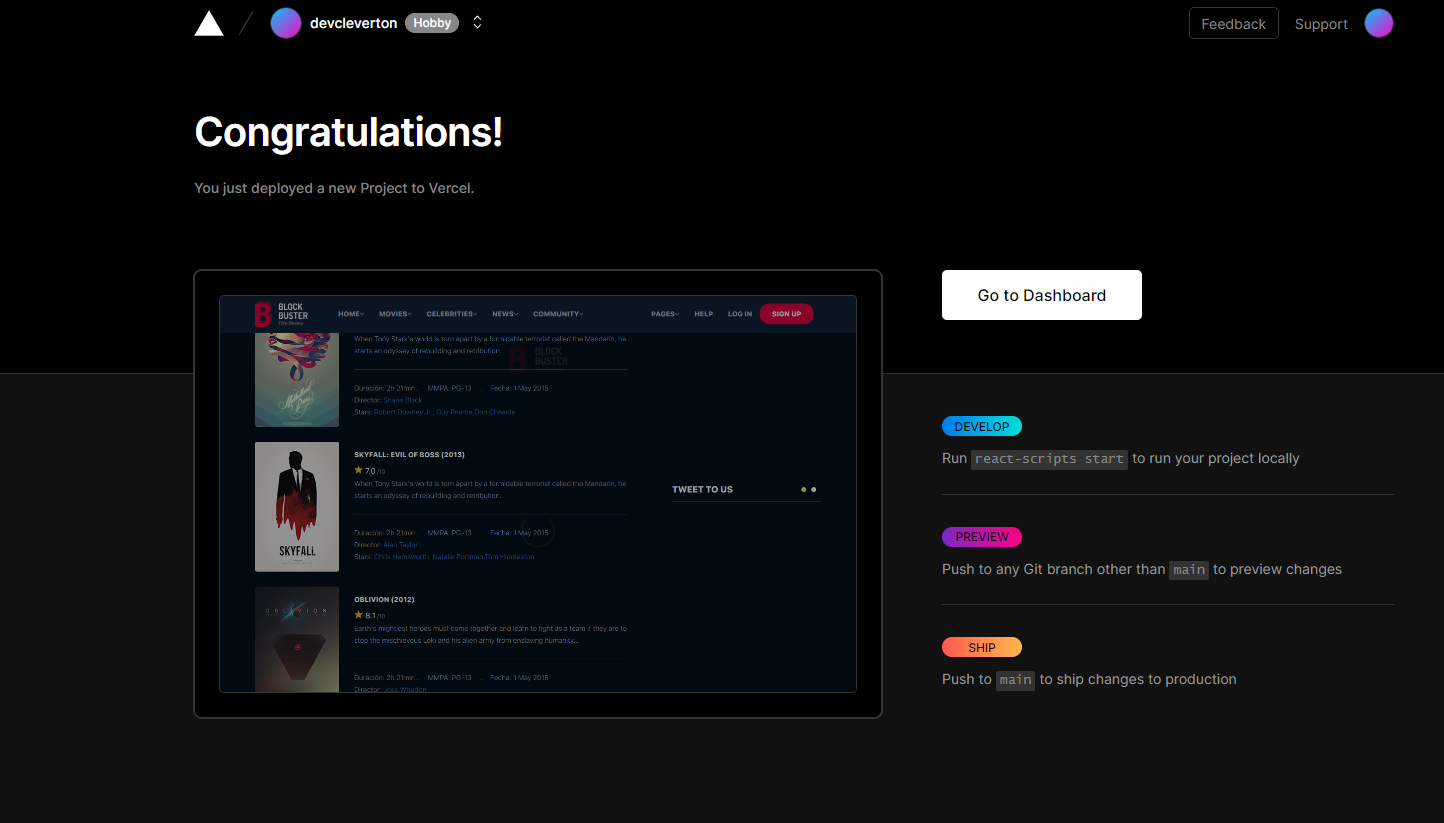 devcleverton Hobby
Feedback Support
Congratulations!
You just deployed a new Project to Vercel.
Go to Dashboard
BLOCK
BUSTER
HOME MOVIES CELEBRITIES NEWS COMMUNITY PAGES HELP LOG IN SIGN UP
When Tony Stark's world is torn apart by a formidable terrorist called the Mandarin, he
starts an odyssey of rebuilding and retribution.
BLOCK
BUSTER
Duración: 2h 21min . MMPA: PG-13 . Fecha: 1 May 2015
Director: Shane Black
Stars: Robert Downey Jr., Guy Pearce,Don Cheadle
SKYFALL: EVIL OF BOSS (2013)
7.0 /10
When Tony Stark's world is torn apart by a formidable terrorist called the Mandarin, he
starts an odyssey of rebuilding and retribution.
Duración: 2h 21min . MMPA: PG-13 . Fecha: 1 May 2015
Director: Alan Taylor
Stars: Chris Hemsworth, Natalie Portman,Tom Hiddleston
SKYFALL
TWEET TO US
OBLIVION
OBLIVION (2012)
8.1 /10
Earth's mightiest heroes must come together and learn to fight as a team if they are to
stop the mischievous Loki and his alien army from enslaving humanity...
Duración: 2h 21min . MMPA: PG-13 . Fecha: 1 May 2015
Director: Joss Whedon
DEVELOP
Run react-scripts start to run your project locally
PREVIEW
Push to any Git branch other than main to preview changes
SHIP
Push to main to ship changes to production